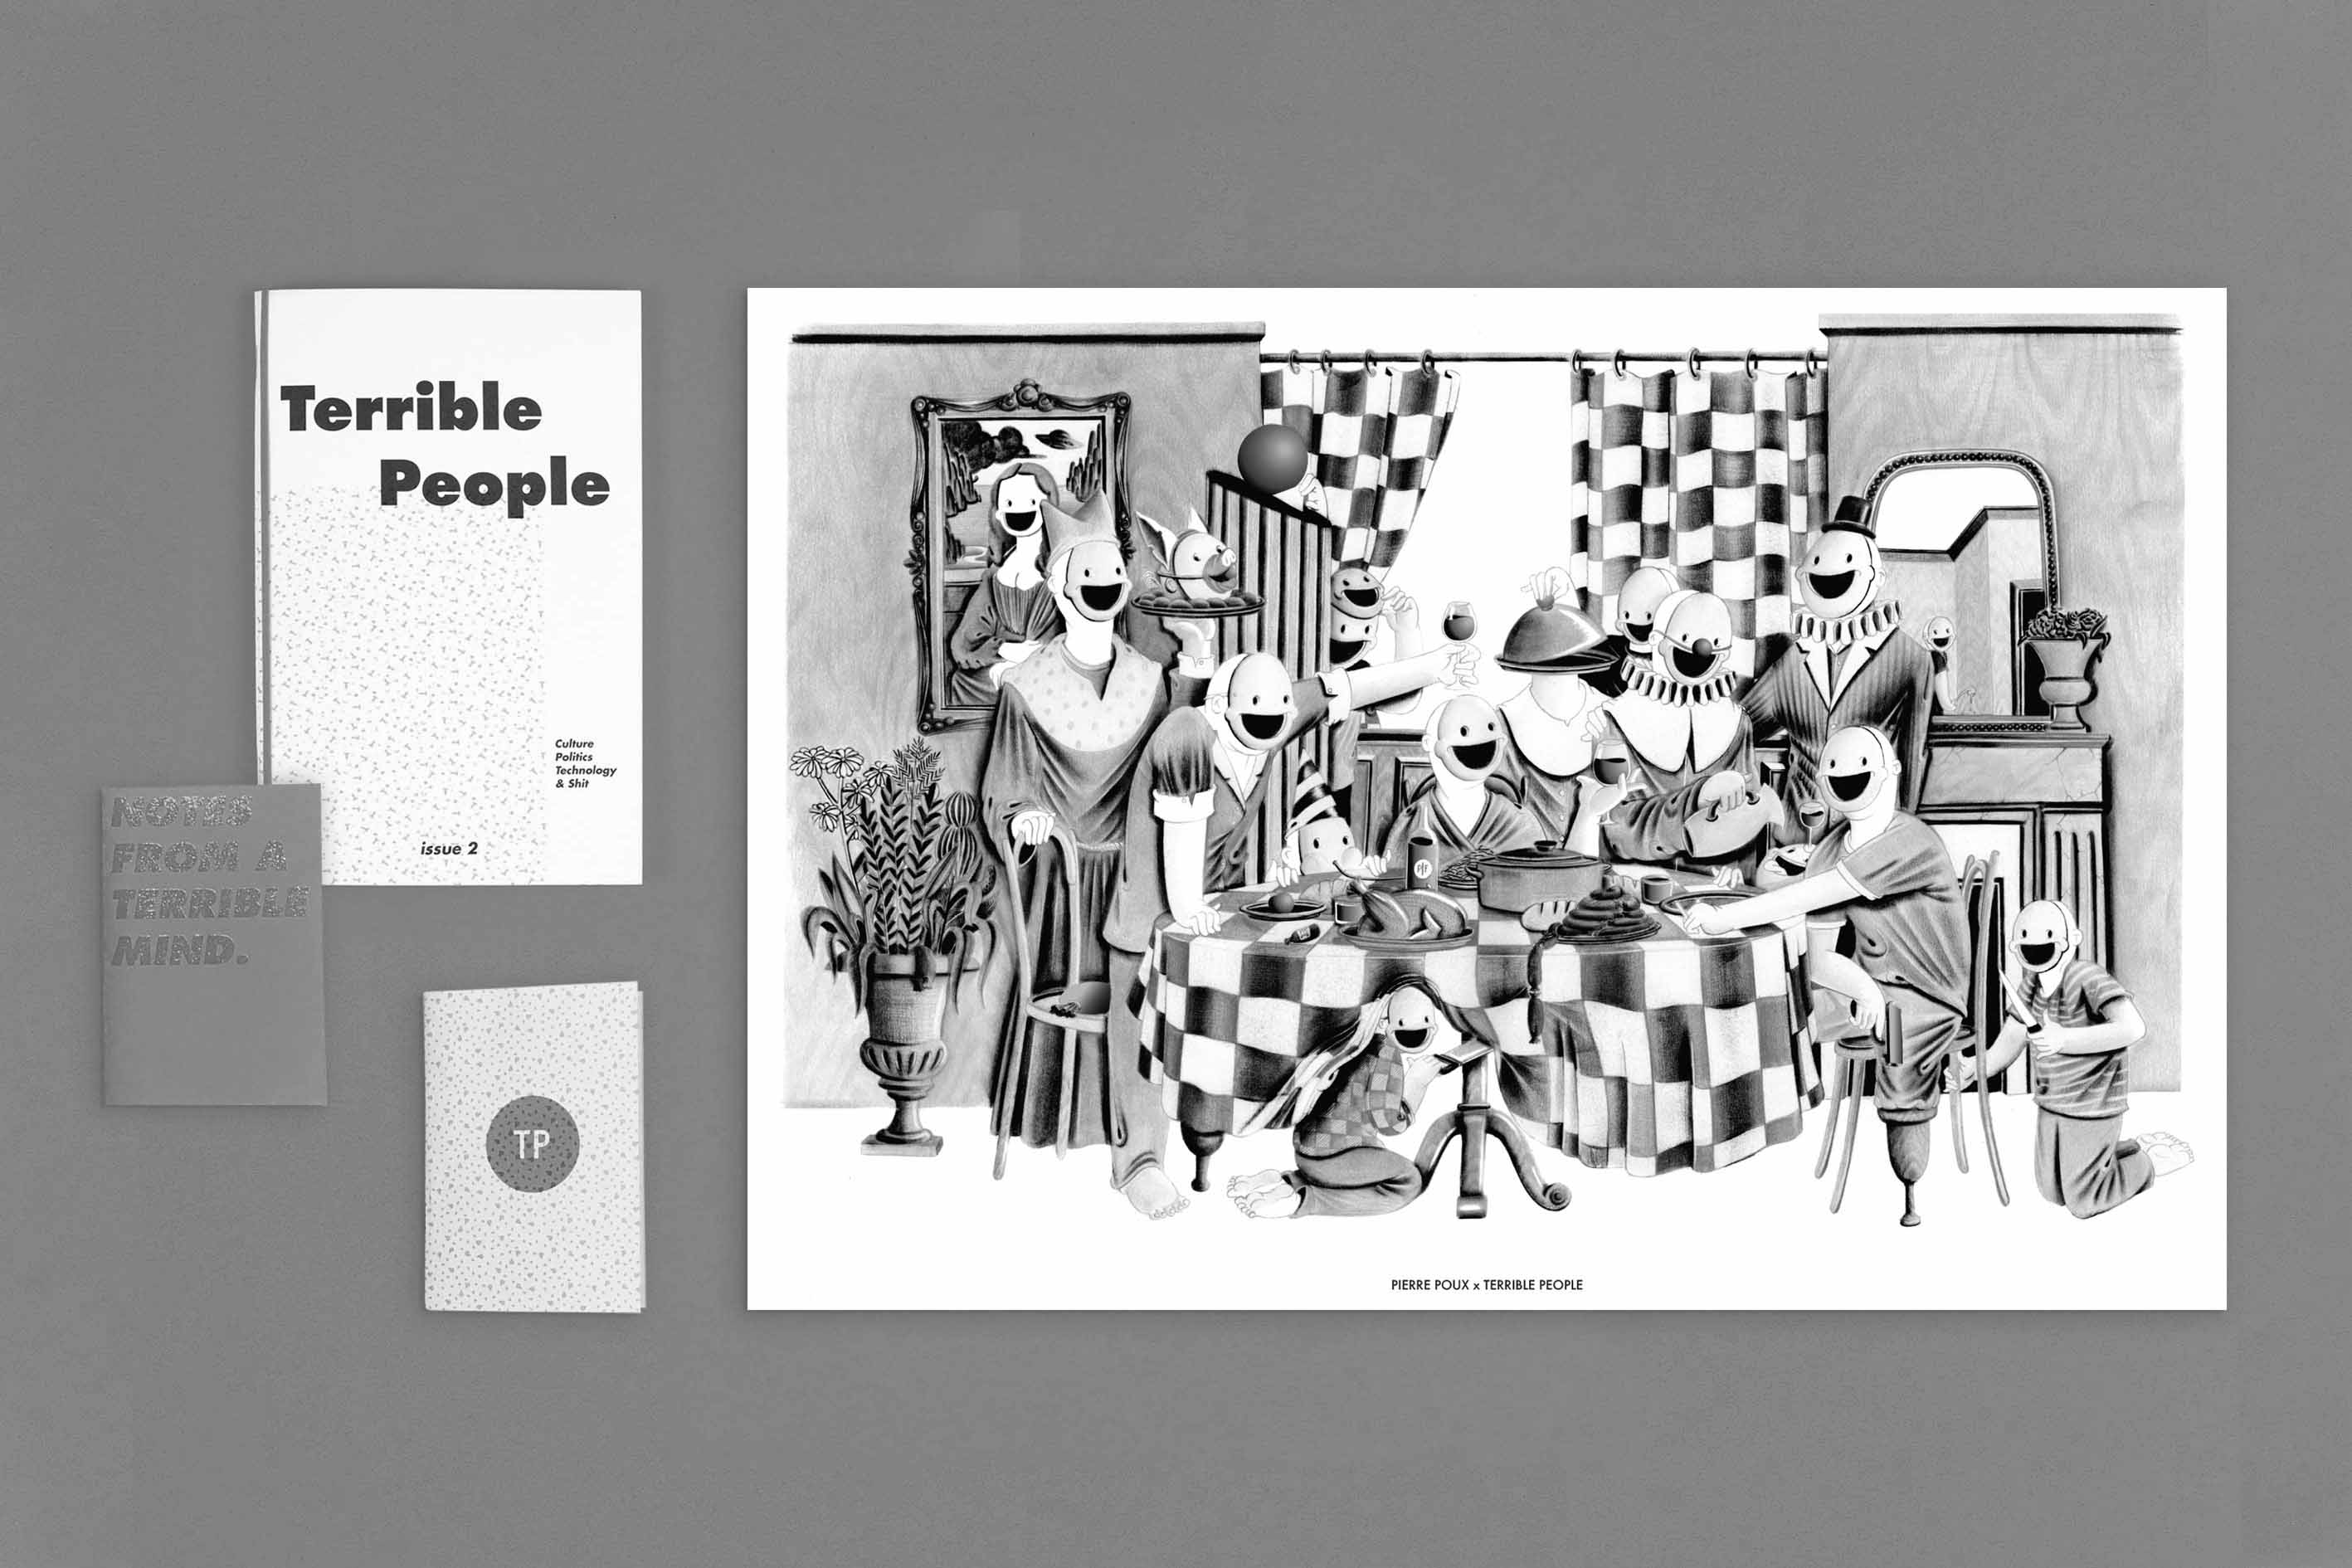 Terrible
People
Culture
Politics
Technology
& Shit
issue 2
NOTES
FROM A
TERRIBLE
MIND.
TP
PIERRE POUX x TERRIBLE PEOPLE